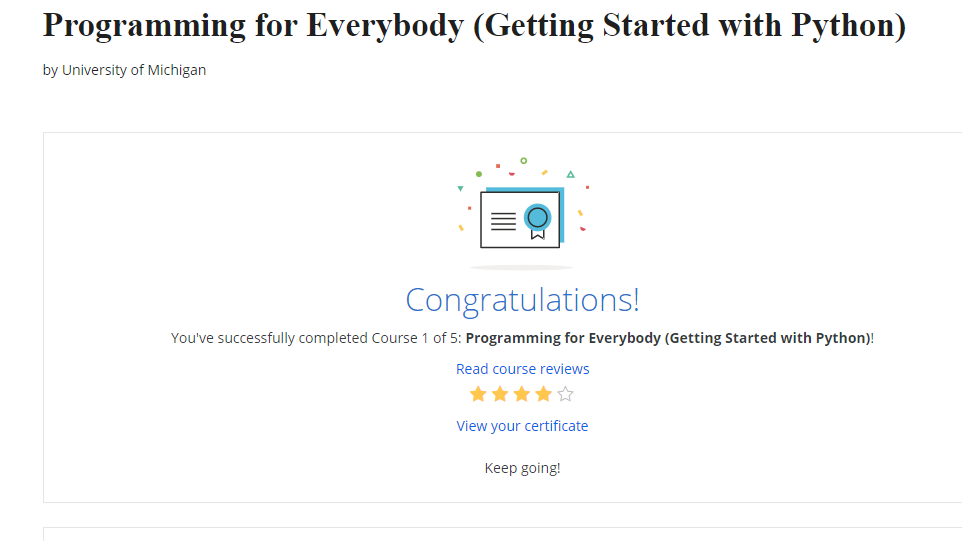 Programming for Everybody (Getting Started with Python)
by University of Michigan
Congratulations!
You've successfully completed Course 1 of 5: Programming for Everybody (Getting Started with Python)!
Read course reviews
View your certificate
Keep going!